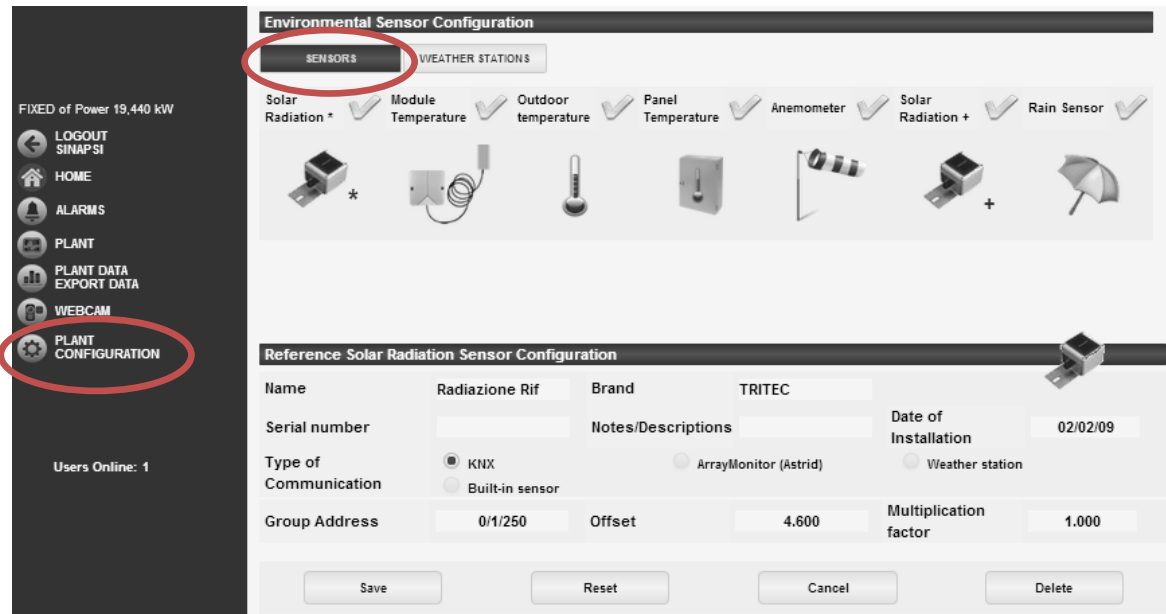 Environmental Sensor Configuration
SENSORS
WEATHER STATIONS
FIXED of Power 19,440 kW
LOGOUT
SINAPSI
HOME
ALARMS
PLANT
PLANT DATA
EXPORT DATA
WEBCAM
PLANT
CONFIGURATION
Users Online: 1
Solar
Radiation *
Module
Temperature
Outdoor
temperature
Panel
Temperature
Anemometer
Solar
Radiation +
Rain Sensor
*
+
Reference Solar Radiation Sensor Configuration
Name Radiazione Rif Brand TRITEC
Serial number Notes/Descriptions Date of
Installation 02/02/09
Type of
Communication
KNX ArrayMonitor (Astrid) Weather station
Built-in sensor
Group Address 0/1/250 Offset 4.600 Multiplication
factor 1.000
Save Reset Cancel Delete